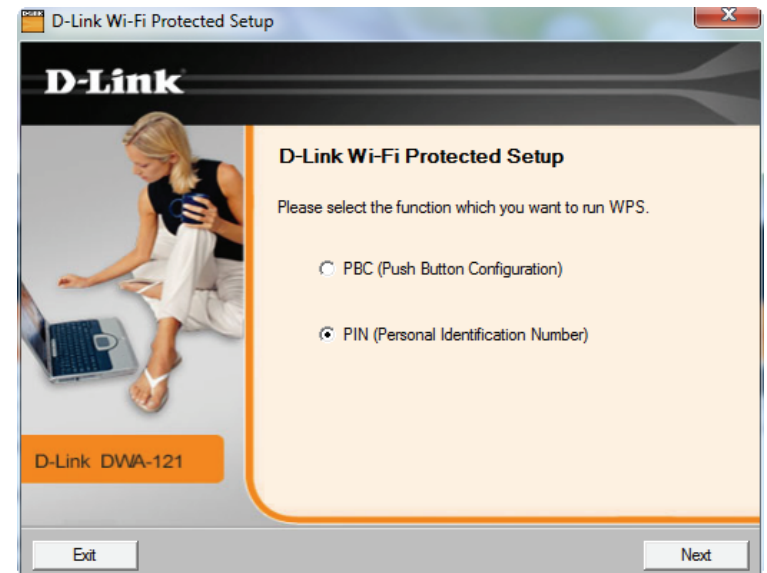 D-Link Wi-Fi Protected Setup
D-Link
D-Link Wi-Fi Protected Setup
Please select the function which you want to run WPS.
PBC (Push Button Configuration)
PIN (Personal Identification Number)
D-Link DWA-121
Exit
Next